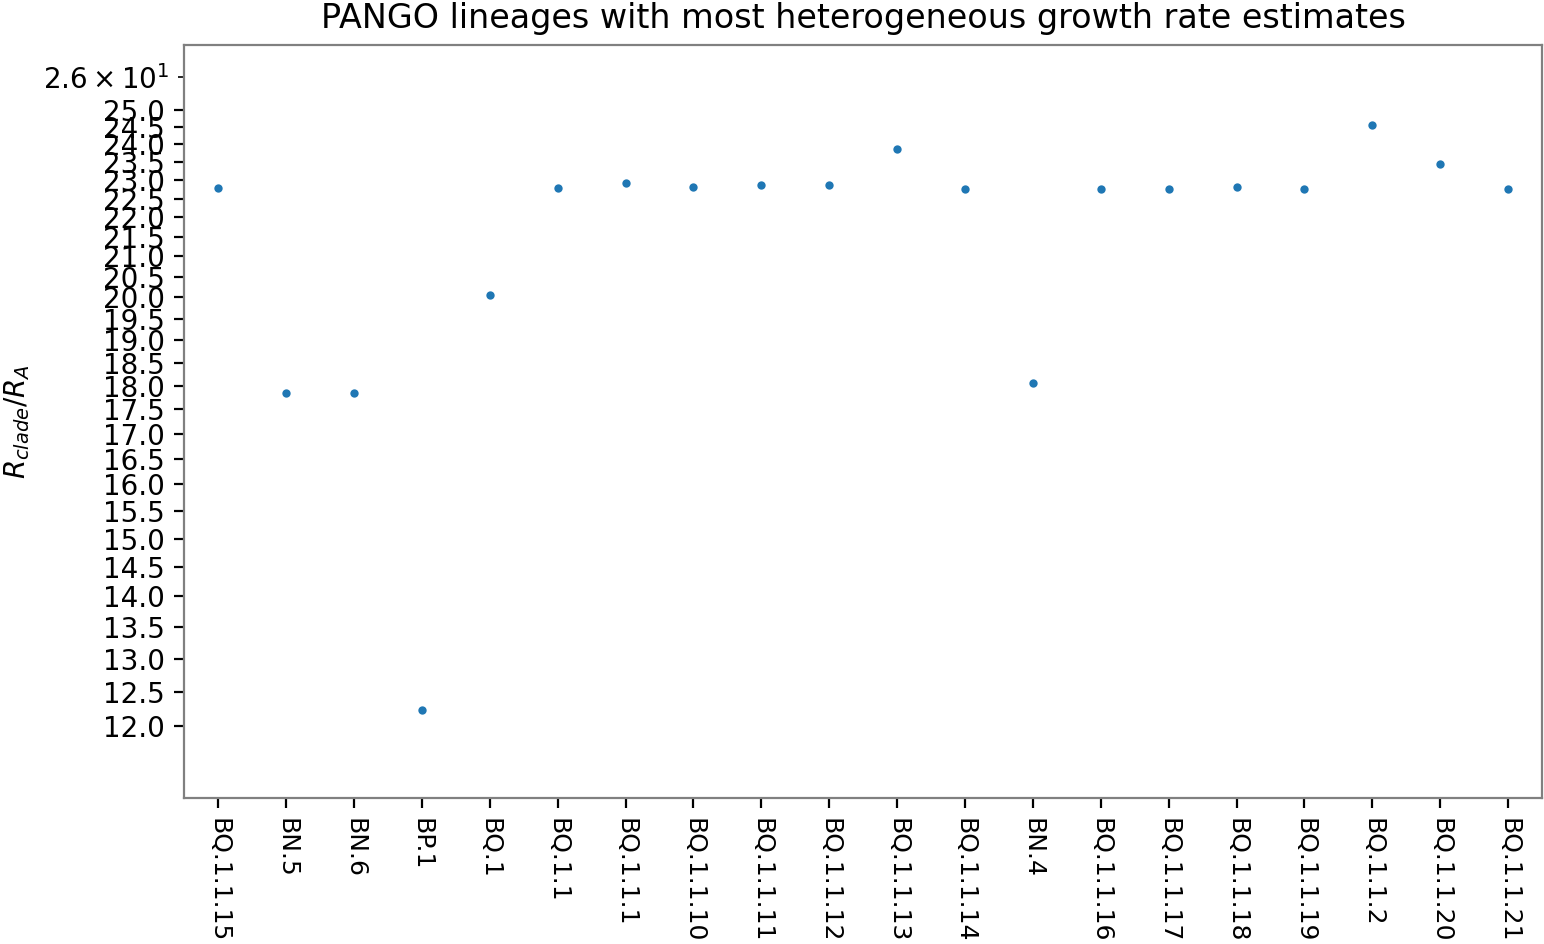 PANGO lineages with most heterogeneous growth rate estimates
2.6 × 10¹
25.0
24.5
24.0
23.5
23.0
22.5
22.0
21.5
21.0
20.5
20.0
19.5
19.0
18.5
18.0
17.5
17.0
16.5
16.0
15.5
15.0
14.5
14.0
13.5
13.0
12.5
12.0
R_clade/R_A
BQ.1.1.15
BN.5
BN.6
BP.1
BQ.1
BQ.1.1
BQ.1.1.1
BQ.1.1.10
BQ.1.1.11
BQ.1.1.12
BQ.1.1.13
BQ.1.1.14
BN.4
BQ.1.1.16
BQ.1.1.17
BQ.1.1.18
BQ.1.1.19
BQ.1.1.2
BQ.1.1.20
BQ.1.1.21